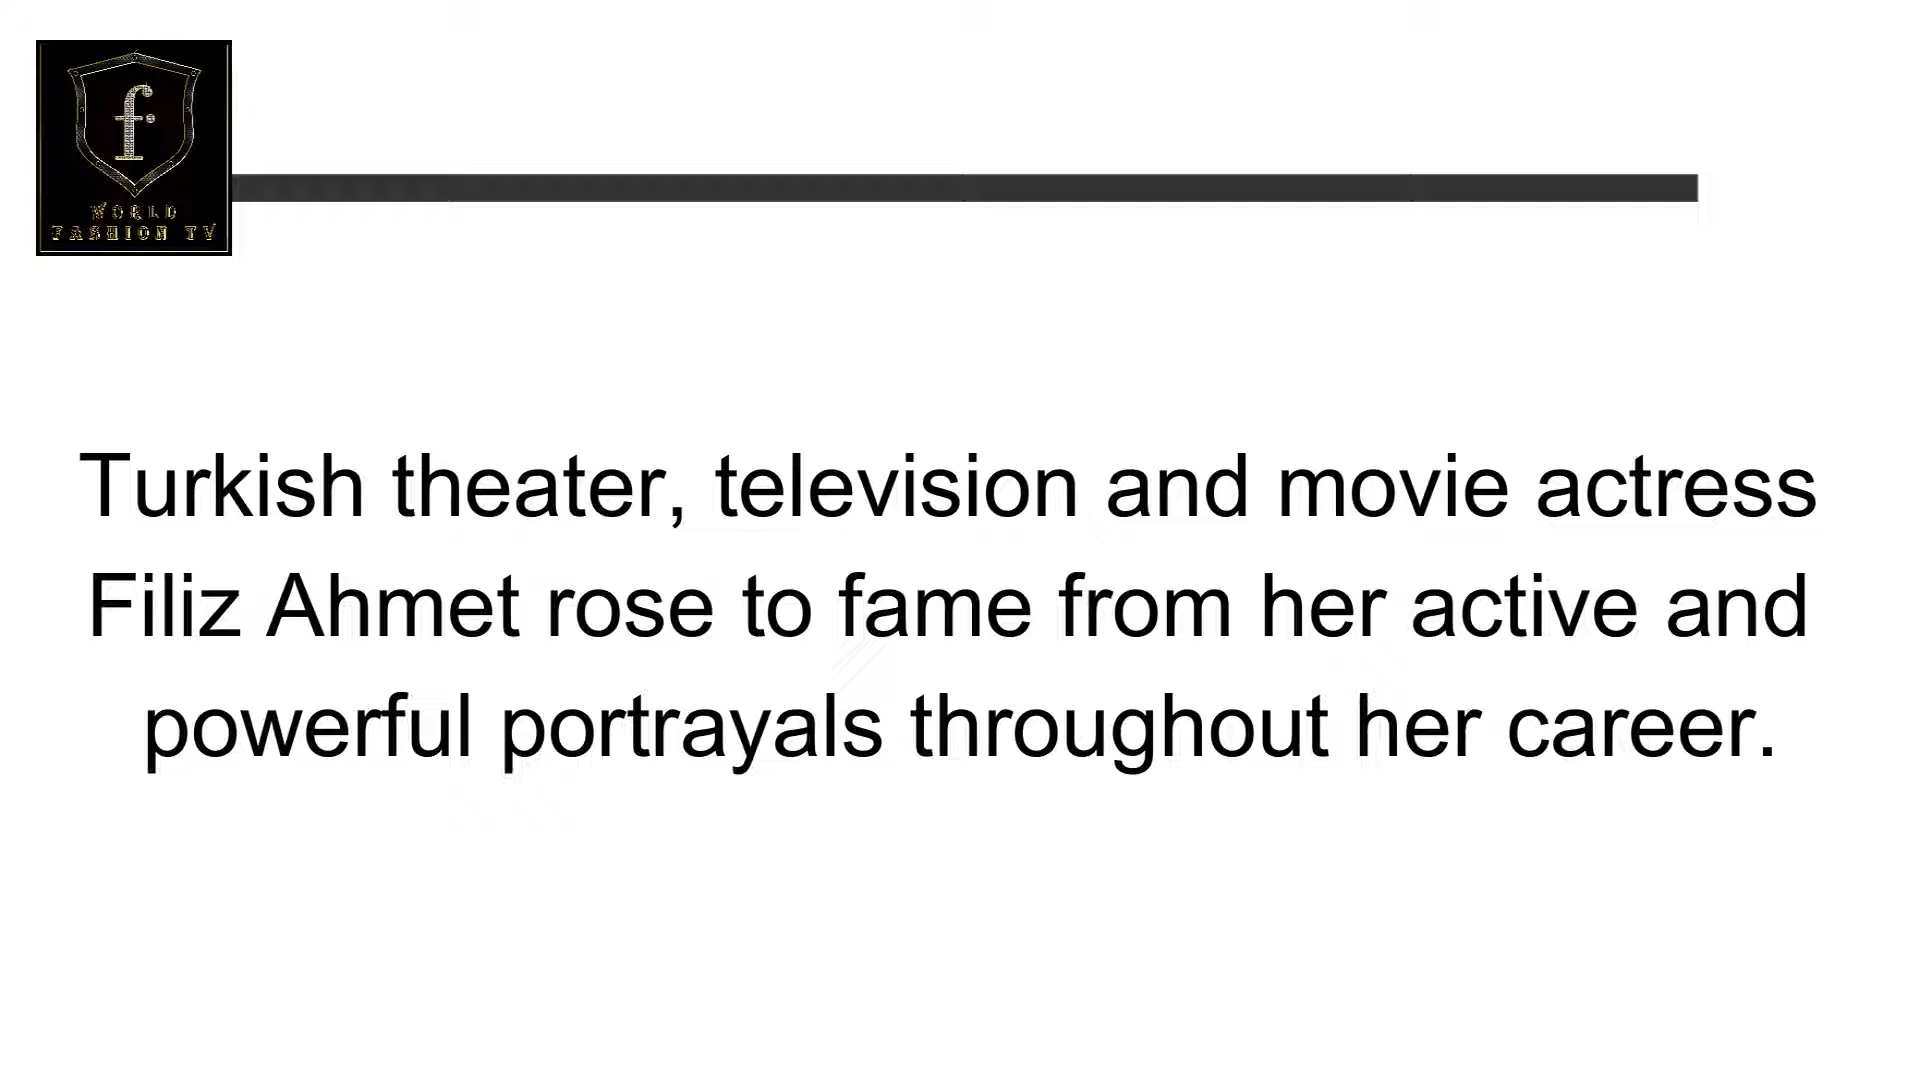 f
WORLD
FASHION TV
Turkish theater, television and movie actress
Filiz Ahmet rose to fame from her active and
powerful portrayals throughout her career.